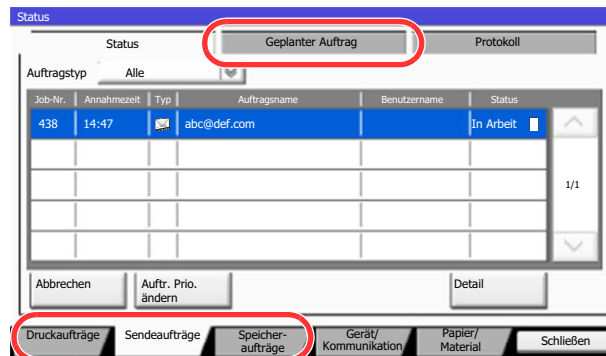 Status
Status Geplanter Auftrag Protokoll
Auftragstyp Alle
Job-Nr. Annahmezeit Typ Auftragsname Benutzername Status
438 14:47 abc@def.com In Arbeit
1/1
Abbrechen Auftr. Prio. Detail
ändern
Druckaufträge Sendeaufträge Speicher- Gerät/ Papier/ Schließen
aufträge Kommunikation Material